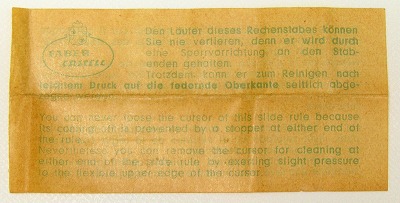 FABER
CASTELL
Den Läufer dieses Rechenstabes können
Sie nie verlieren, denn er wird durch
eine Sperrvorrichtung an den Stab-
enden gehalten.
Trotzdem kann er zum Reinigen nach
leichtem Druck auf die federnde Oberkante seitlich abge-
You can never loose the cursor of this slide rule because
its coming off is prevented by a stopper at either end of
the rule.
Nevertheless you can remove the cursor for cleaning at
either end of the slide rule by exerting slight pressure
to the flexible upper edge of the cursor.